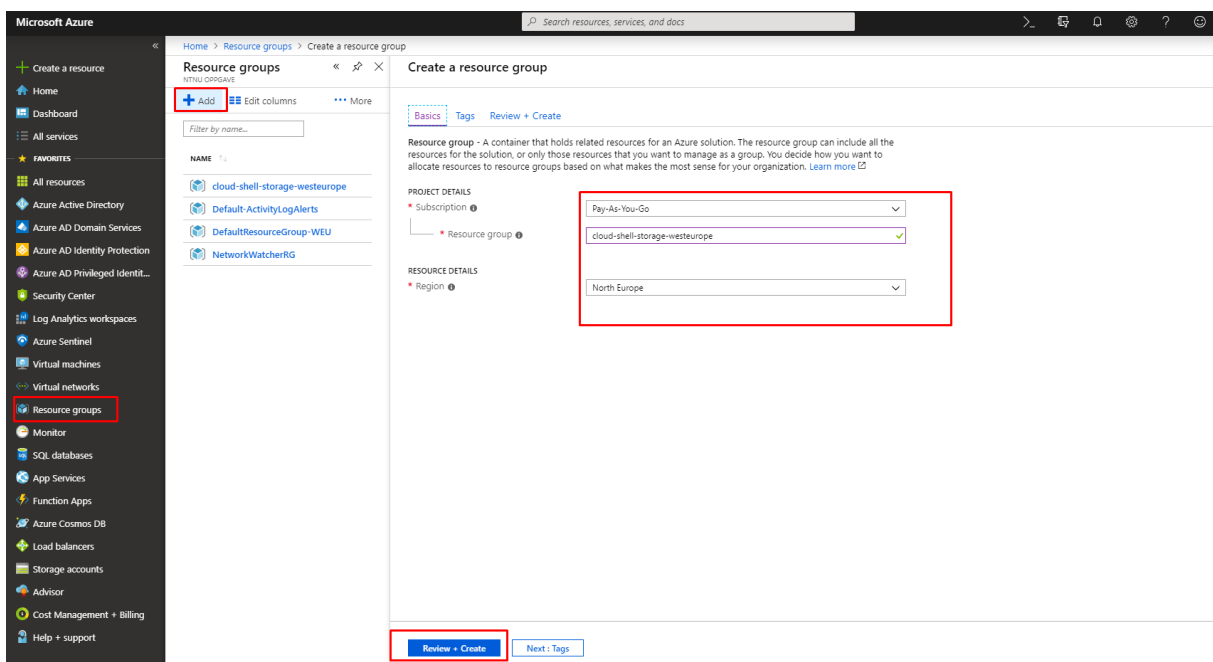 Microsoft Azure
Search resources, services, and docs
«
Create a resource
Home
Dashboard
All services
FAVORITES
All resources
Azure Active Directory
Azure AD Domain Services
Azure AD Identity Protection
Azure AD Privileged Identit...
Security Center
Log Analytics workspaces
Azure Sentinel
Virtual machines
Virtual networks
Resource groups
Monitor
SQL databases
App Services
Function Apps
Azure Cosmos DB
Load balancers
Storage accounts
Advisor
Cost Management + Billing
Help + support
Home > Resource groups > Create a resource group
Resource groups
NTNU OPPGAVE
Add Edit columns ••• More
Filter by name...
NAME
cloud-shell-storage-westeurope
Default-ActivityLogAlerts
DefaultResourceGroup-WEU
NetworkWatcherRG
Create a resource group
Basics Tags Review + Create
Resource group - A container that holds related resources for an Azure solution. The resource group can include all the
resources for the solution, or only those resources that you want to manage as a group. You decide how you want to
allocate resources to resource groups based on what makes the most sense for your organization. Learn more
PROJECT DETAILS
* Subscription Pay-As-You-Go
* Resource group cloud-shell-storage-westeurope
RESOURCE DETAILS
* Region North Europe
Review + Create Next : Tags